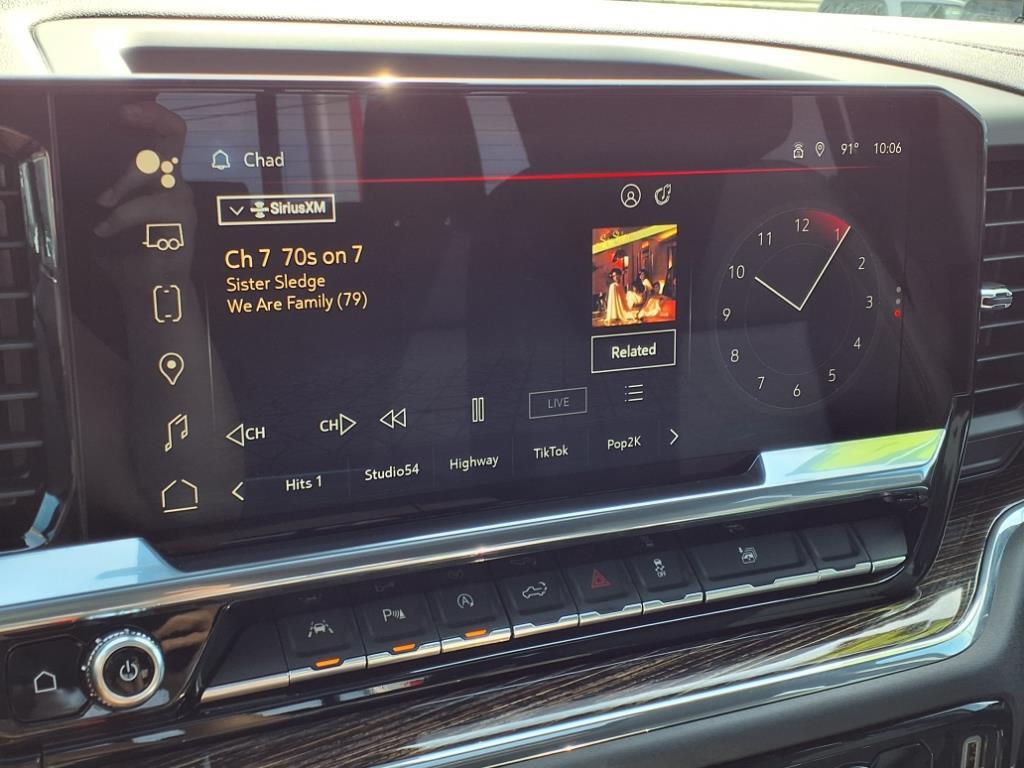 Chad
91° 10:06
SiriusXM
Ch 7 70s on 7
Sister Sledge
We Are Family (79)
Related
12
1
2
3
4
5
6
7
8
9
10
11
CH
CH
LIVE
Hits 1
Studio54
Highway
TikTok
Pop2K
P
A
OFF